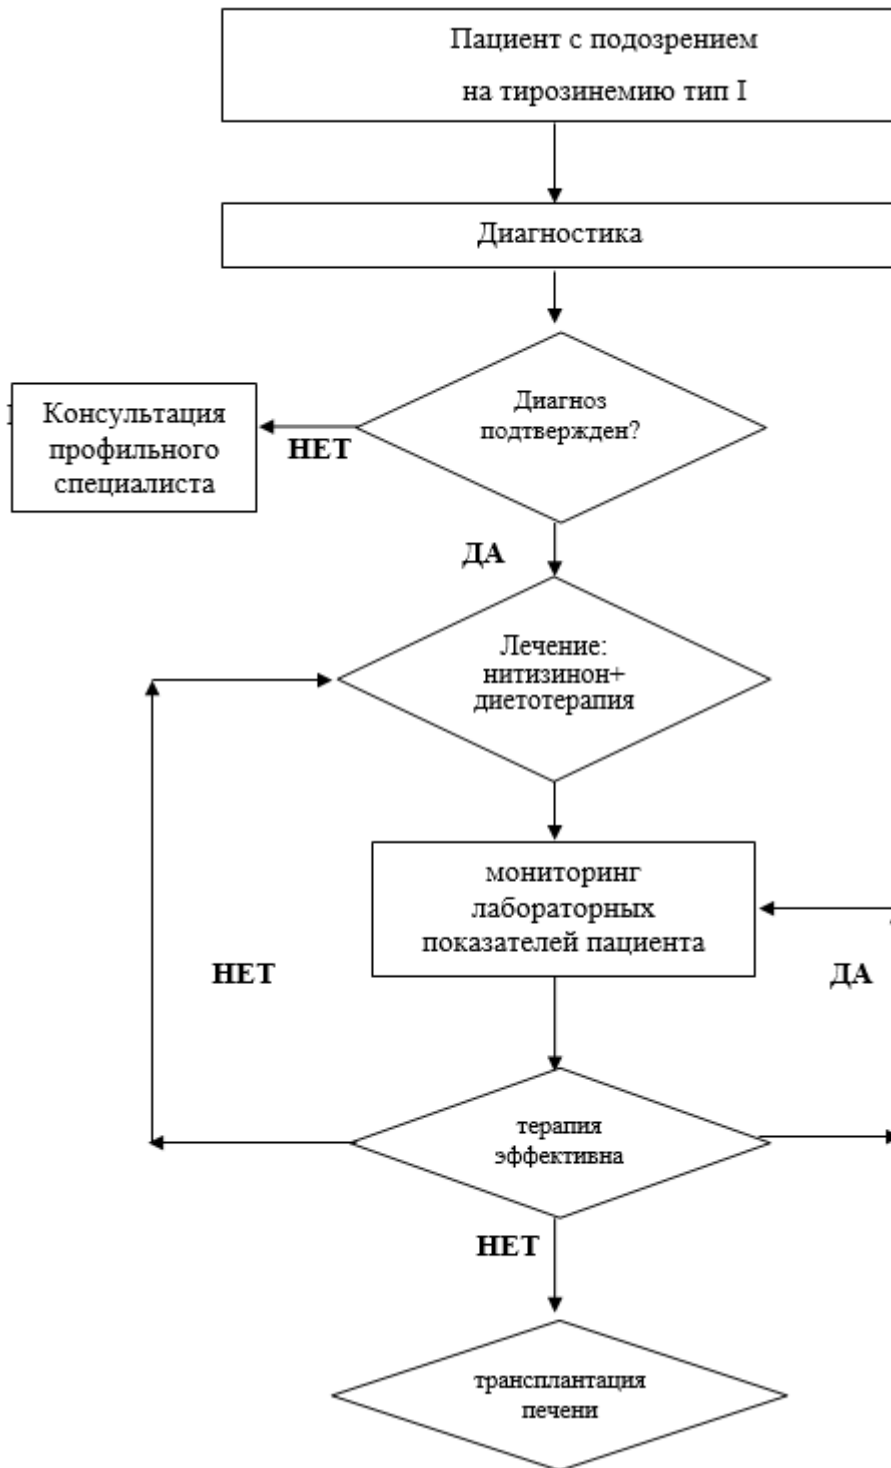 Пациент с подозрением
на тирозинемию тип I
Диагностика
Диагноз
подтвержден?
Консультация
профильного
специалиста
НЕТ
ДА
Лечение:
нитизинон+
диетотерапия
мониторинг
лабораторных
показателей пациента
НЕТ
ДА
терапия
эффективна
НЕТ
трансплантация
печени